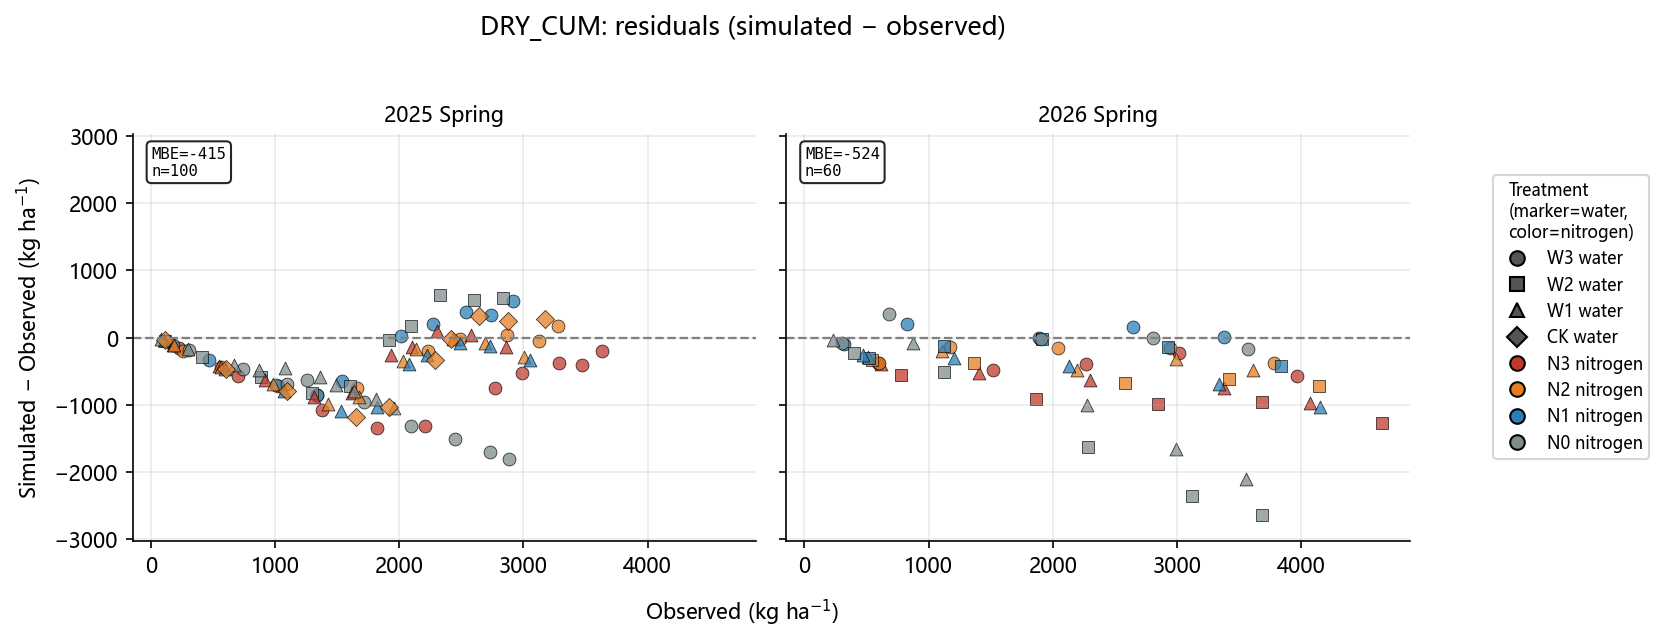 DRY_CUM: residuals (simulated − observed)
2025 Spring
2026 Spring
MBE=-415
n=100
MBE=-524
n=60
3000
2000
1000
0
−1000
−2000
−3000
Simulated − Observed (kg ha⁻¹)
0 1000 2000 3000 4000
0 1000 2000 3000 4000
Observed (kg ha⁻¹)
Treatment
(marker=water,
color=nitrogen)
W3 water
W2 water
W1 water
CK water
N3 nitrogen
N2 nitrogen
N1 nitrogen
N0 nitrogen